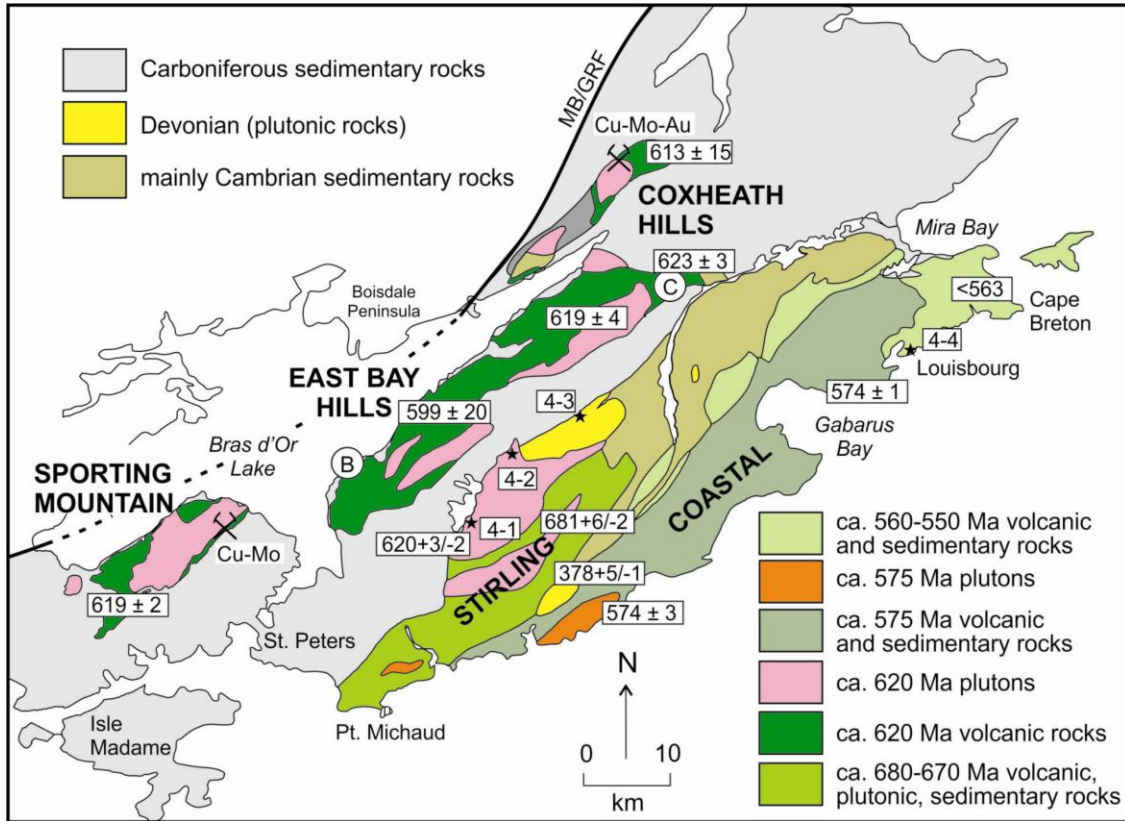 Carboniferous sedimentary rocks
Devonian (plutonic rocks)
mainly Cambrian sedimentary rocks
MB/GRF
Cu-Mo-Au
613 ± 15
COXHEATH
HILLS
Mira Bay
623 ± 3
C
<563
Boisdale
Peninsula
619 ± 4
Cape
Breton
4-4
Louisbourg
EAST BAY
HILLS
574 ± 1
4-3
599 ± 20
Gabarus
Bay
Bras d'Or
Lake
B
4-2
SPORTING
MOUNTAIN
COASTAL
4-1
681+6/-2
Cu-Mo
620+3/-2
STIRLING
378+5/-1
619 ± 2
574 ± 3
St. Peters
N
Isle
Madame
Pt. Michaud
0 10
km
ca. 560-550 Ma volcanic
and sedimentary rocks
ca. 575 Ma plutons
ca. 575 Ma volcanic
and sedimentary rocks
ca. 620 Ma plutons
ca. 620 Ma volcanic rocks
ca. 680-670 Ma volcanic,
plutonic, sedimentary rocks